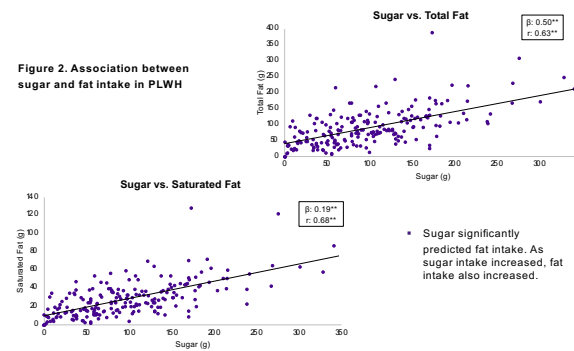 Figure 2. Association between
sugar and fat intake in PLWH
Sugar vs. Total Fat
β: 0.50**
r: 0.63**
Total Fat (g)
400
350
300
250
200
150
100
50
0
0 50 100 150 200 250 300
Sugar (g)
Sugar vs. Saturated Fat
β: 0.19**
r: 0.68**
Saturated Fat (g)
140
120
100
80
60
40
20
0
0 50 100 150 200 250 300 350
Sugar (g)
▪ Sugar significantly
predicted fat intake. As
sugar intake increased, fat
intake also increased.